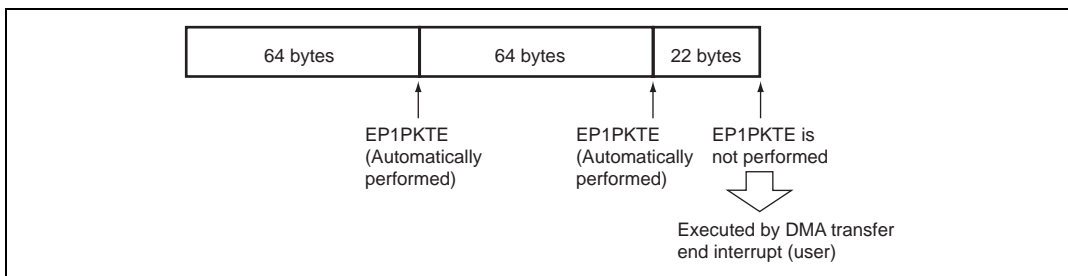 64 bytes
64 bytes
22 bytes
EP1PKTE
(Automatically
performed)
EP1PKTE
(Automatically
performed)
EP1PKTE is
not performed
Executed by DMA transfer
end interrupt (user)